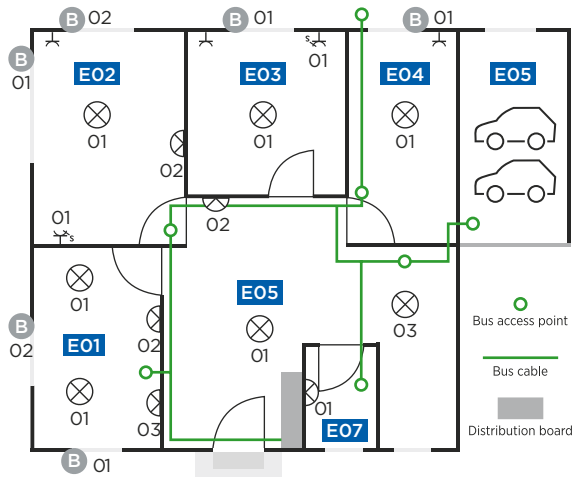 B 02
B 01
B 01
B 01
E02
E03
E04
E05
S 01
01
01
01
02
02
01 S
01
E05
E01
B 02
02
01
03
01
03
01
E07
B 01
Bus access point
Bus cable
Distribution board